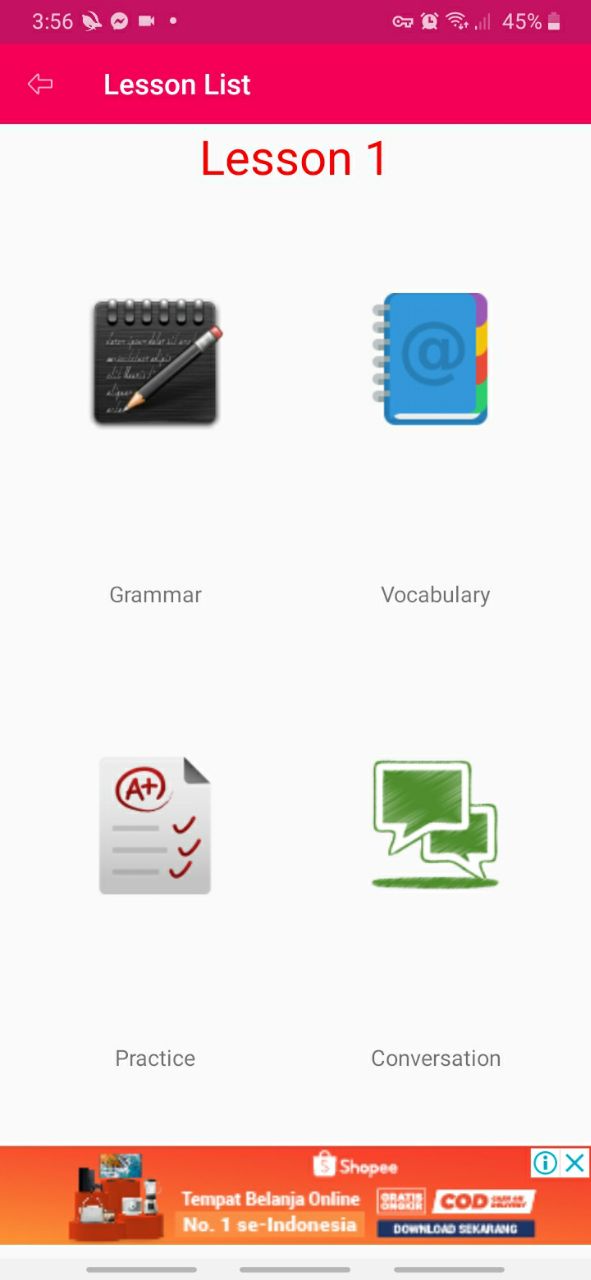 3:56
45%
Lesson List
Lesson 1
Grammar
Vocabulary
A+
Practice
Conversation
Shopee
Tempat Belanja Online
No. 1 se-Indonesia
GRATIS
ONGKIR
COD
DOWNLOAD SEKARANG